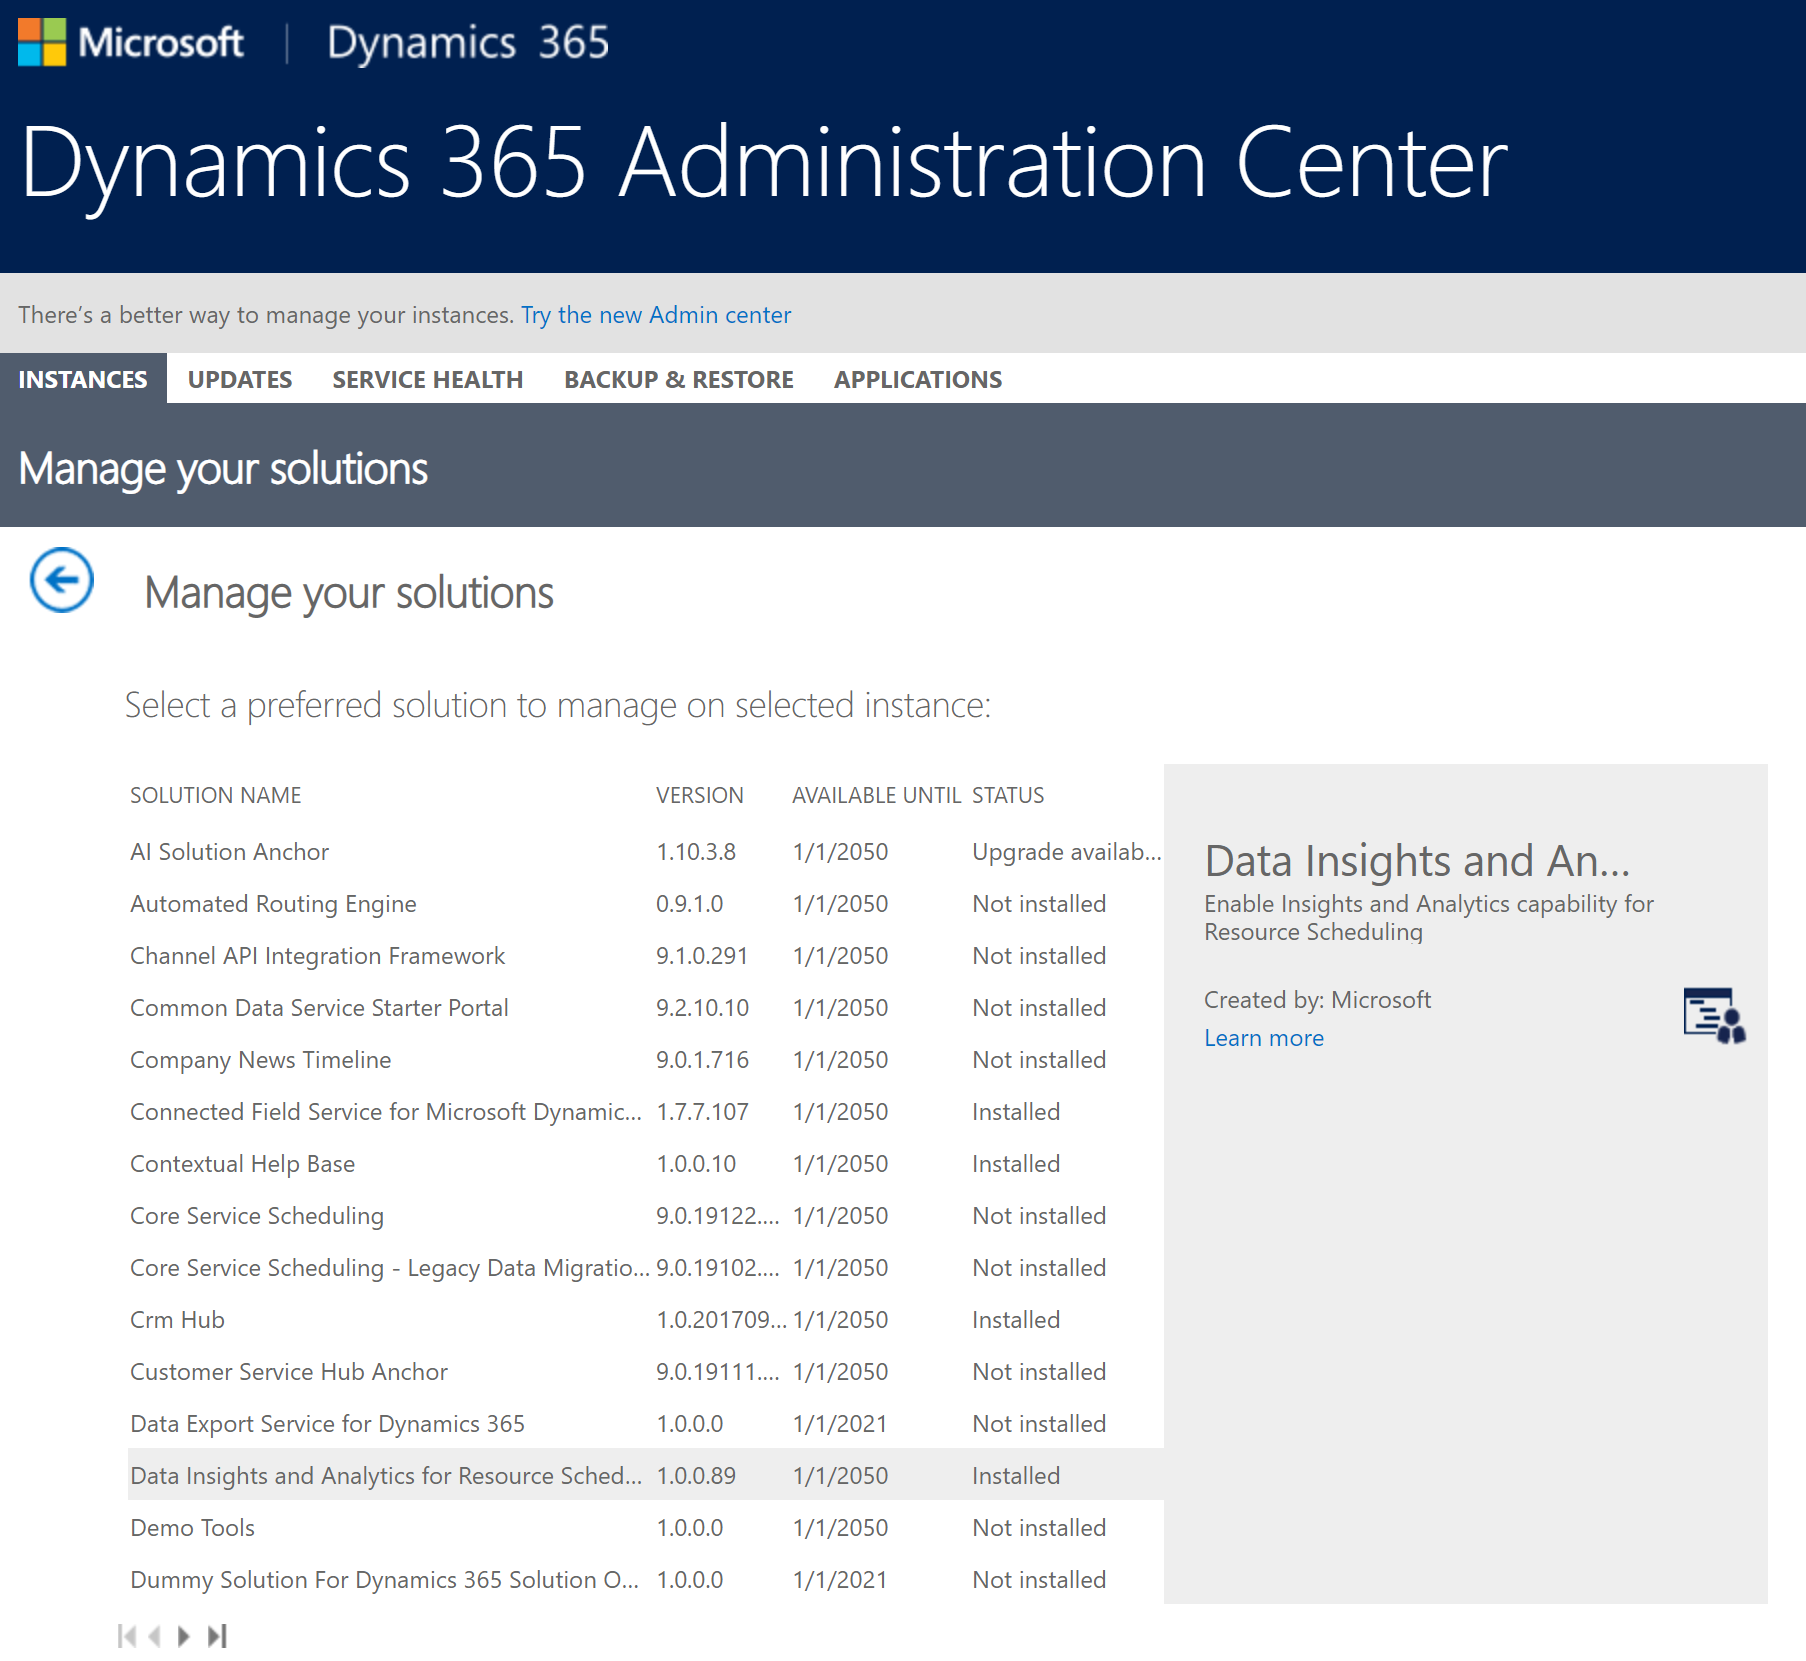 Microsoft | Dynamics 365
Dynamics 365 Administration Center
There's a better way to manage your instances. Try the new Admin center
INSTANCES UPDATES SERVICE HEALTH BACKUP & RESTORE APPLICATIONS
Manage your solutions
Manage your solutions
Select a preferred solution to manage on selected instance:
SOLUTION NAME VERSION AVAILABLE UNTIL STATUS
AI Solution Anchor 1.10.3.8 1/1/2050 Upgrade availab...
Automated Routing Engine 0.9.1.0 1/1/2050 Not installed
Channel API Integration Framework 9.1.0.291 1/1/2050 Not installed
Common Data Service Starter Portal 9.2.10.10 1/1/2050 Not installed
Company News Timeline 9.0.1.716 1/1/2050 Not installed
Connected Field Service for Microsoft Dynamic... 1.7.7.107 1/1/2050 Installed
Contextual Help Base 1.0.0.10 1/1/2050 Installed
Core Service Scheduling 9.0.19122.... 1/1/2050 Not installed
Core Service Scheduling - Legacy Data Migratio... 9.0.19102.... 1/1/2050 Not installed
Crm Hub 1.0.201709... 1/1/2050 Installed
Customer Service Hub Anchor 9.0.19111.... 1/1/2050 Not installed
Data Export Service for Dynamics 365 1.0.0.0 1/1/2021 Not installed
Data Insights and Analytics for Resource Sched... 1.0.0.89 1/1/2050 Installed
Demo Tools 1.0.0.0 1/1/2050 Not installed
Dummy Solution For Dynamics 365 Solution O... 1.0.0.0 1/1/2021 Not installed
Data Insights and An...
Enable Insights and Analytics capability for
Resource Scheduling
Created by: Microsoft
Learn more